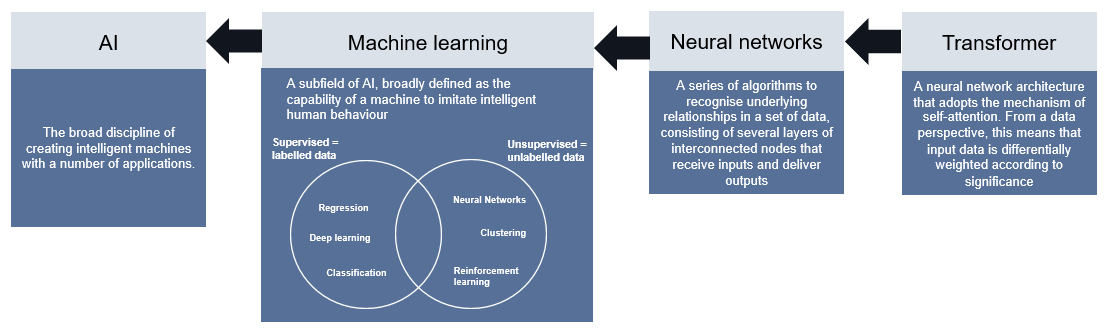 AI
The broad discipline of
creating intelligent machines
with a number of applications.
Machine learning
A subfield of AI, broadly defined as the
capability of a machine to imitate intelligent
human behaviour
Supervised =
labelled data
Unsupervised =
unlabelled data
Regression
Deep learning
Classification
Neural Networks
Clustering
Reinforcement
learning
Neural networks
A series of algorithms to
recognise underlying
relationships in a set of data,
consisting of several layers of
interconnected nodes that
receive inputs and deliver
outputs
Transformer
A neural network architecture
that adopts the mechanism of
self-attention. From a data
perspective, this means that
input data is differentially
weighted according to
significance